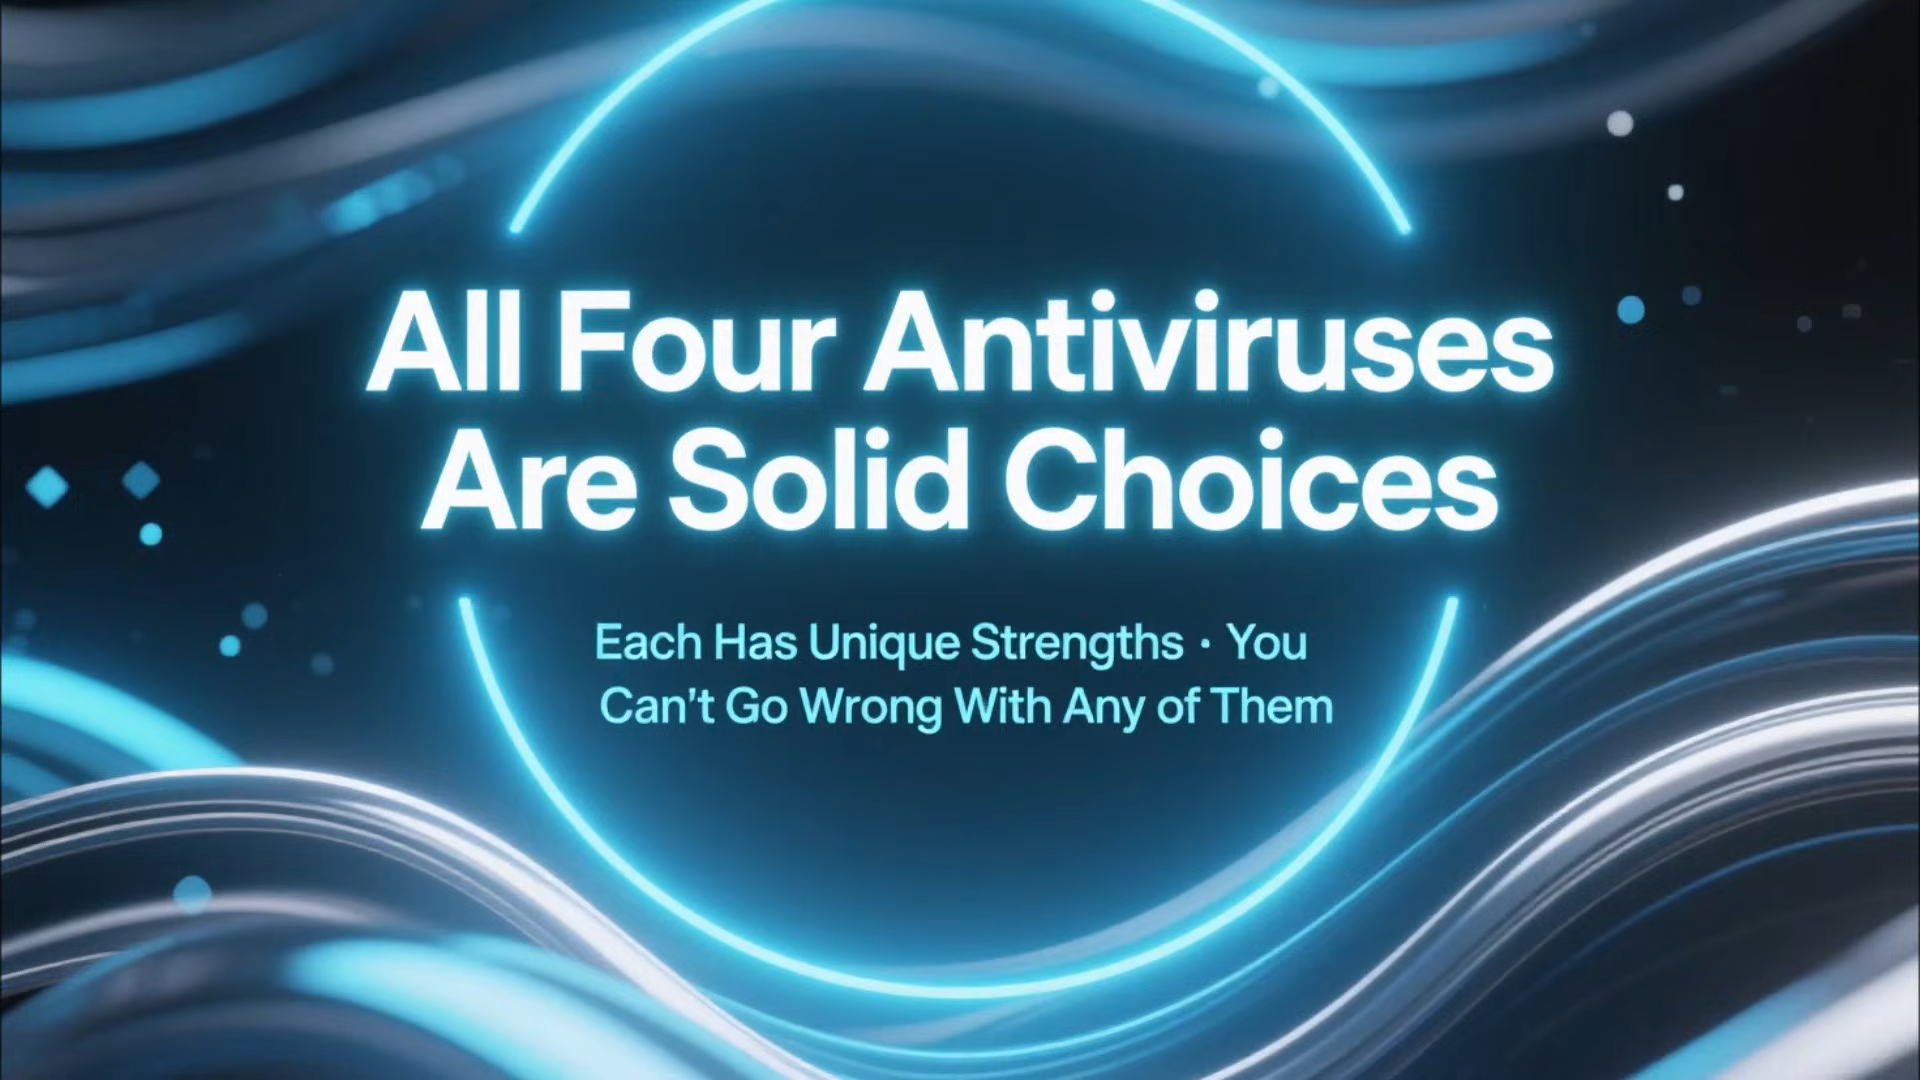 All Four Antiviruses
Are Solid Choices
Each Has Unique Strengths · You
Can't Go Wrong With Any of Them